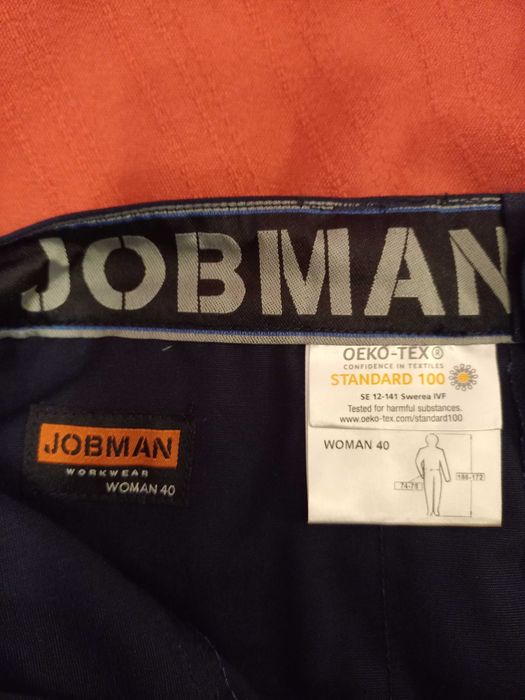 JOBMAN
OEKO-TEX®
CONFIDENCE IN TEXTILES
STANDARD 100
SE 12-141 Swerea IVF
Tested for harmful substances.
www.oeko-tex.com/standard100
JOBMAN
WORKWEAR
WOMAN 40
WOMAN 40
74-78
166-172